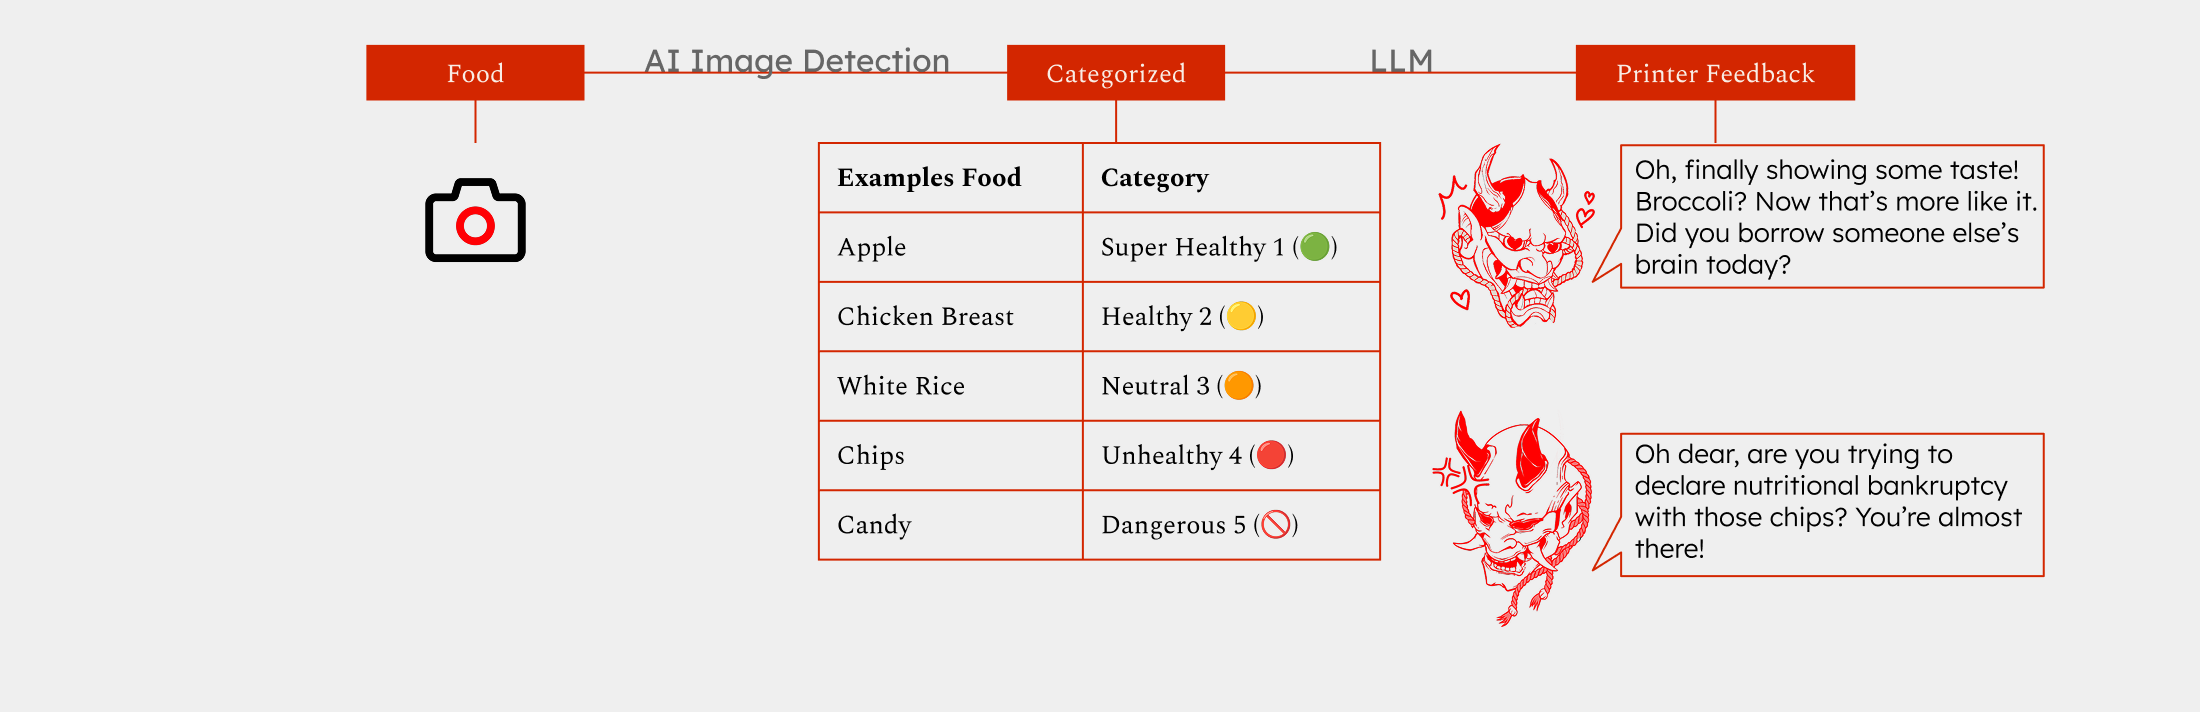 Food
AI Image Detection
Categorized
LLM
Printer Feedback
Examples Food Category
Apple Super Healthy 1 (🟢)
Chicken Breast Healthy 2 (🟡)
White Rice Neutral 3 (🟠)
Chips Unhealthy 4 (🔴)
Candy Dangerous 5 (🚫)
Oh, finally showing some taste!
Broccoli? Now that’s more like it.
Did you borrow someone else’s
brain today?
Oh dear, are you trying to
declare nutritional bankruptcy
with those chips? You’re almost
there!